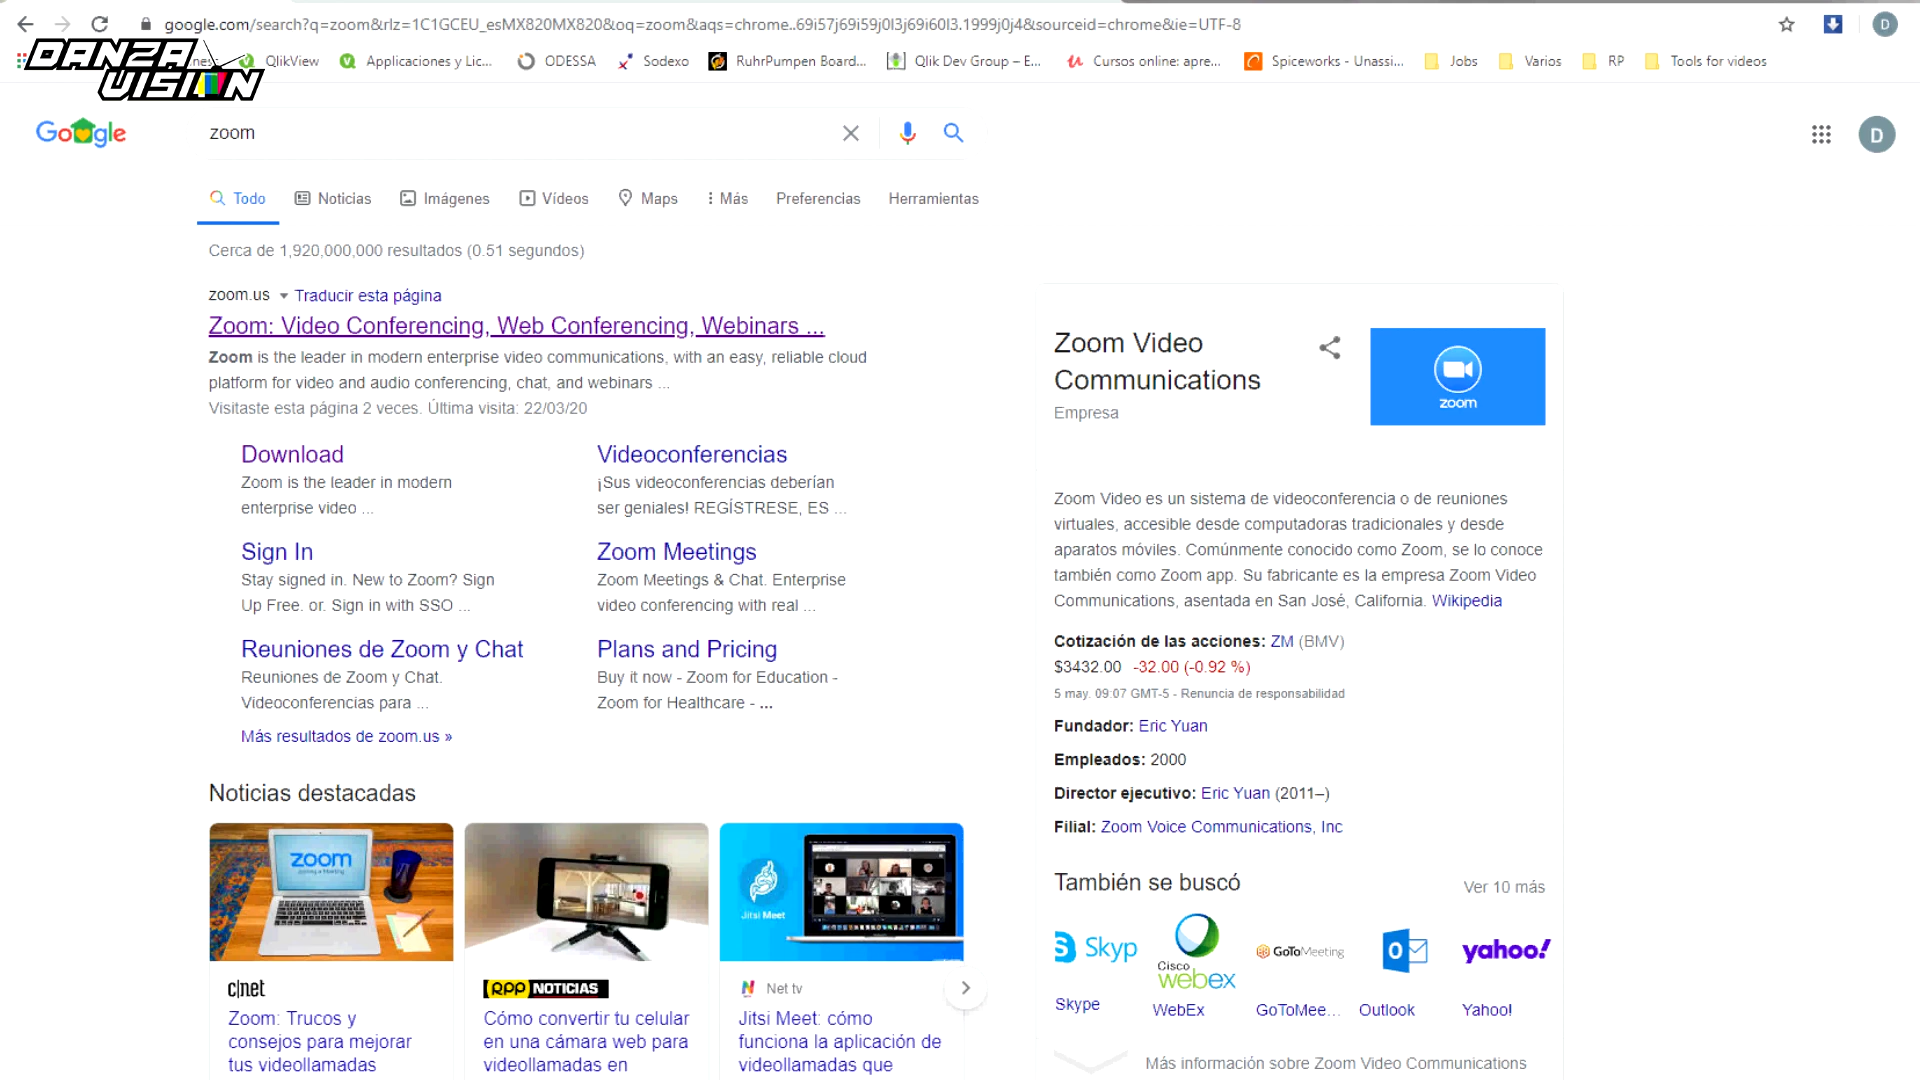 google.com/search?q=zoom&rlz=1C1GCEU_esMX820MX820&oq=zoom&aqs=chrome..69i57j69i59j0l3j69i60l3.1999j0j4&sourceid=chrome&ie=UTF-8
D
DANZA
VISION
QlikView
Aplicaciones y Lic...
ODESSA
Sodexo
RuhrPumpen Board...
Qlik Dev Group – E...
Cursos online: apre...
Spiceworks - Unassi...
Jobs
Varios
RP
Tools for videos
Google
zoom
D
Todo
Noticias
Imágenes
Vídeos
Maps
Más
Preferencias
Herramientas
Cerca de 1,920,000,000 resultados (0.51 segundos)
zoom.us Traducir esta página
Zoom: Video Conferencing, Web Conferencing, Webinars ...
Zoom is the leader in modern enterprise video communications, with an easy, reliable cloud
platform for video and audio conferencing, chat, and webinars ...
Visitaste esta página 2 veces. Última visita: 22/03/20
Download
Zoom is the leader in modern
enterprise video ...
Videoconferencias
¡Sus videoconferencias deberían
ser geniales! REGÍSTRESE, ES ...
Sign In
Stay signed in. New to Zoom? Sign
Up Free. or. Sign in with SSO ...
Zoom Meetings
Zoom Meetings & Chat. Enterprise
video conferencing with real ...
Reuniones de Zoom y Chat
Reuniones de Zoom y Chat.
Videoconferencias para ...
Plans and Pricing
Buy it now - Zoom for Education -
Zoom for Healthcare - ...
Más resultados de zoom.us »
Noticias destacadas
zoom
Jitsi Meet
c|net
Zoom: Trucos y
consejos para mejorar
tus videollamadas
RPP NOTICIAS
Cómo convertir tu celular
en una cámara web para
videollamadas en
Net tv
Jitsi Meet: cómo
funciona la aplicación de
videollamadas que
Zoom Video
Communications
Empresa
zoom
Zoom Video es un sistema de videoconferencia o de reuniones
virtuales, accesible desde computadoras tradicionales y desde
aparatos móviles. Comúnmente conocido como Zoom, se lo conoce
también como Zoom app. Su fabricante es la empresa Zoom Video
Communications, asentada en San José, California. Wikipedia
Cotización de las acciones: ZM (BMV)
$3432.00 -32.00 (-0.92 %)
5 may. 09:07 GMT-5 - Renuncia de responsabilidad
Fundador: Eric Yuan
Empleados: 2000
Director ejecutivo: Eric Yuan (2011–)
Filial: Zoom Voice Communications, Inc
También se buscó
Ver 10 más
Skyp
Cisco
webex
GoToMeeting
yahoo!
Skype
WebEx
GoToMee...
Outlook
Yahoo!
Más información sobre Zoom Video Communications